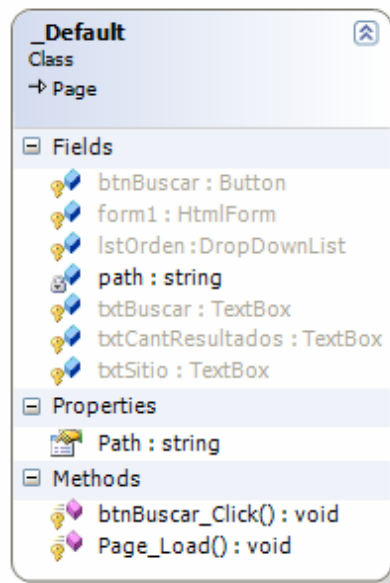 _Default
Class
Page
Fields
btnBuscar : Button
form1 : HtmlForm
lstOrden :DropDownList
path : string
txtBuscar : TextBox
txtCantResultados : TextBox
txtSitio : TextBox
Properties
Path : string
Methods
btnBuscar_Click() : void
Page_Load() : void